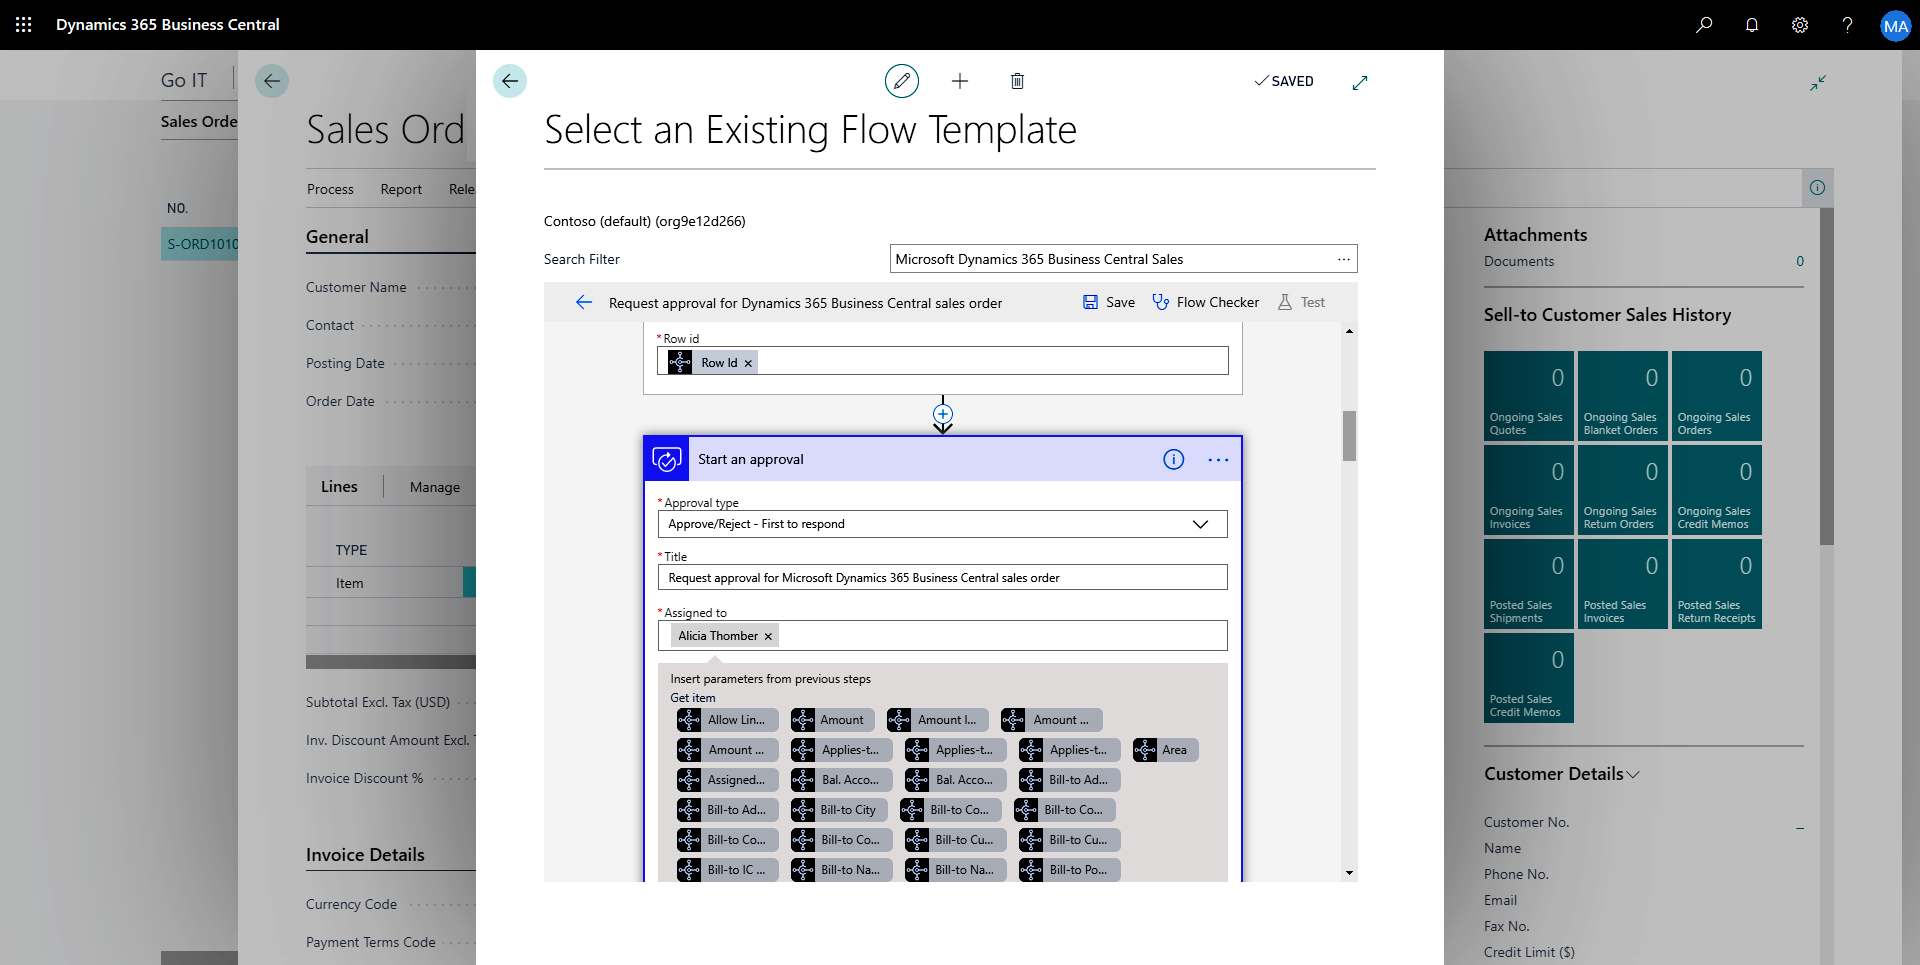 Dynamics 365 Business Central
MA
Go IT
Sales Orde
NO.
S-ORD1010
Sales Ord
Process Report Rele
General
Customer Name
Contact
Posting Date
Order Date
Lines Manage
TYPE
Item
Subtotal Excl. Tax (USD)
Inv. Discount Amount Excl. T
Invoice Discount %
Invoice Details
Currency Code
Payment Terms Code
SAVED
Select an Existing Flow Template
Contoso (default) (org9e12d266)
Search Filter
Microsoft Dynamics 365 Business Central Sales ...
Request approval for Dynamics 365 Business Central sales order
Save Flow Checker Test
* Row id
Row Id ×
Start an approval
* Approval type
Approve/Reject - First to respond
* Title
Request approval for Microsoft Dynamics 365 Business Central sales order
* Assigned to
Alicia Thomber ×
Insert parameters from previous steps
Get item
Allow Lin... Amount Amount I... Amount ...
Amount ... Applies-t... Applies-t... Applies-t... Area
Assigned... Bal. Acco... Bal. Acco... Bill-to Ad...
Bill-to Ad... Bill-to City Bill-to Co... Bill-to Co...
Bill-to Co... Bill-to Co... Bill-to Cu... Bill-to Cu...
Bill-to IC ... Bill-to Na... Bill-to Na... Bill-to Po...
Attachments
Documents 0
Sell-to Customer Sales History
0
Ongoing Sales
Quotes
0
Ongoing Sales
Blanket Orders
0
Ongoing Sales
Orders
0
Ongoing Sales
Invoices
0
Ongoing Sales
Return Orders
0
Ongoing Sales
Credit Memos
0
Posted Sales
Shipments
0
Posted Sales
Invoices
0
Posted Sales
Return Receipts
0
Posted Sales
Credit Memos
Customer Details
Customer No. _
Name
Phone No.
Email
Fax No.
Credit Limit ($)